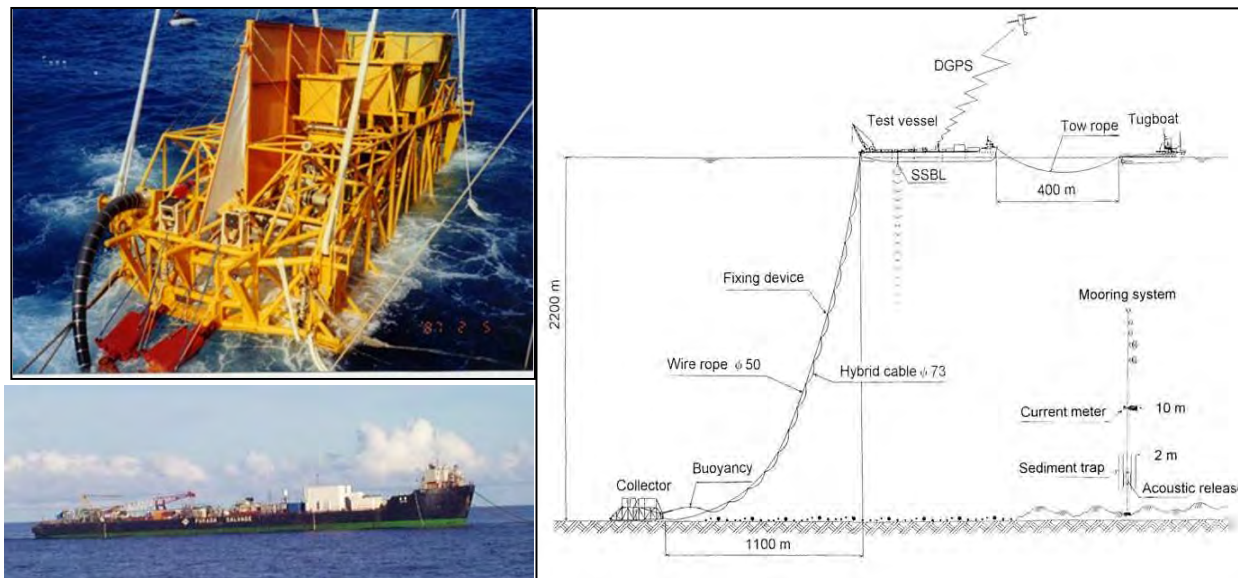 '87 2 5
FUKADA SALVAGE
DGPS
Test vessel
Tugboat
Tow rope
SSBL
400 m
2200 m
Fixing device
Mooring system
Wire rope φ 50
Hybrid cable φ 73
Current meter
10 m
Sediment trap
2 m
Acoustic release
Collector
Buoyancy
1100 m